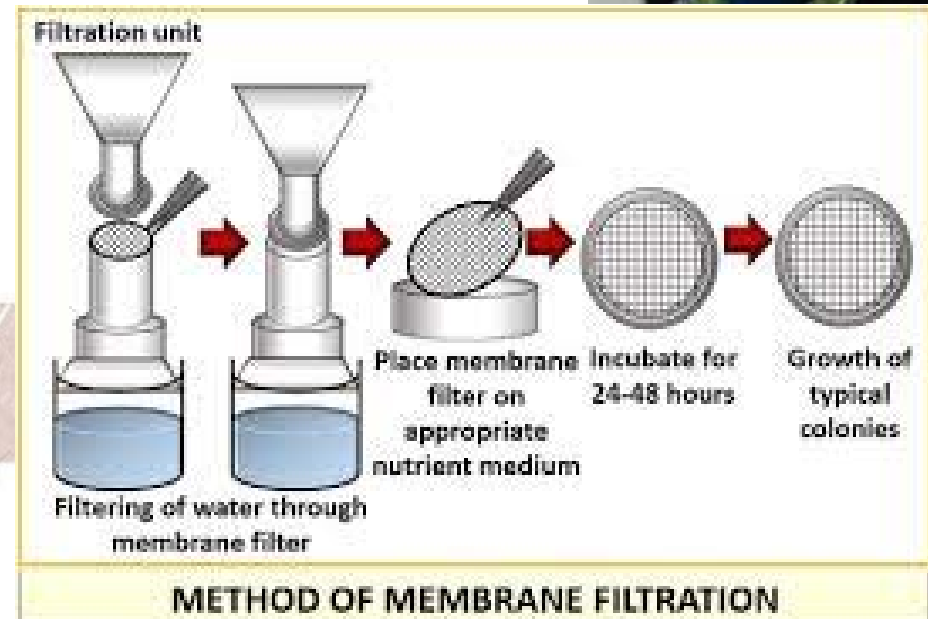 Filtration unit
Filtering of water through
membrane filter
Place membrane
filter on
appropriate
nutrient medium
Incubate for
24-48 hours
Growth of
typical
colonies
METHOD OF MEMBRANE FILTRATION